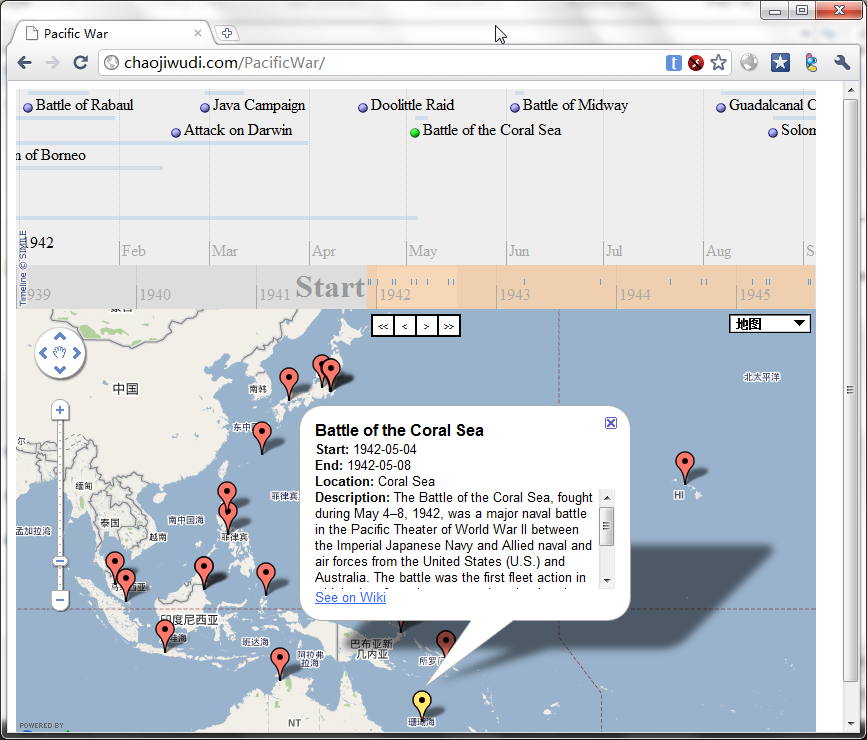 Pacific War
chaojiwudi.com/PacificWar/
Battle of Rabaul
Java Campaign
Doolittle Raid
Battle of Midway
Guadalcanal C
Attack on Darwin
Battle of the Coral Sea
Solom
n of Borneo
1942
Feb
Mar
Apr
May
Jun
Jul
Aug
S
Timeline © SIMILE
939
1940
1941
Start
1942
1943
1944
1945
<<
<
>
>>
地图
中国
南韩
北太平洋
东中国
Battle of the Coral Sea
Start: 1942-05-04
End: 1942-05-08
Location: Coral Sea
Description: The Battle of the Coral Sea, fought
during May 4–8, 1942, was a major naval battle
in the Pacific Theater of World War II between
the Imperial Japanese Navy and Allied naval and
air forces from the United States (U.S.) and
Australia. The battle was the first fleet action in
See on Wiki
缅甸
菲律宾
HI
泰国
南中国海
孟加拉湾
越南
菲律宾
印度尼西亚
班达海
阿拉弗
拉海
巴布亚新
几内亚
所罗门
珊瑚海
NT
POWERED BY